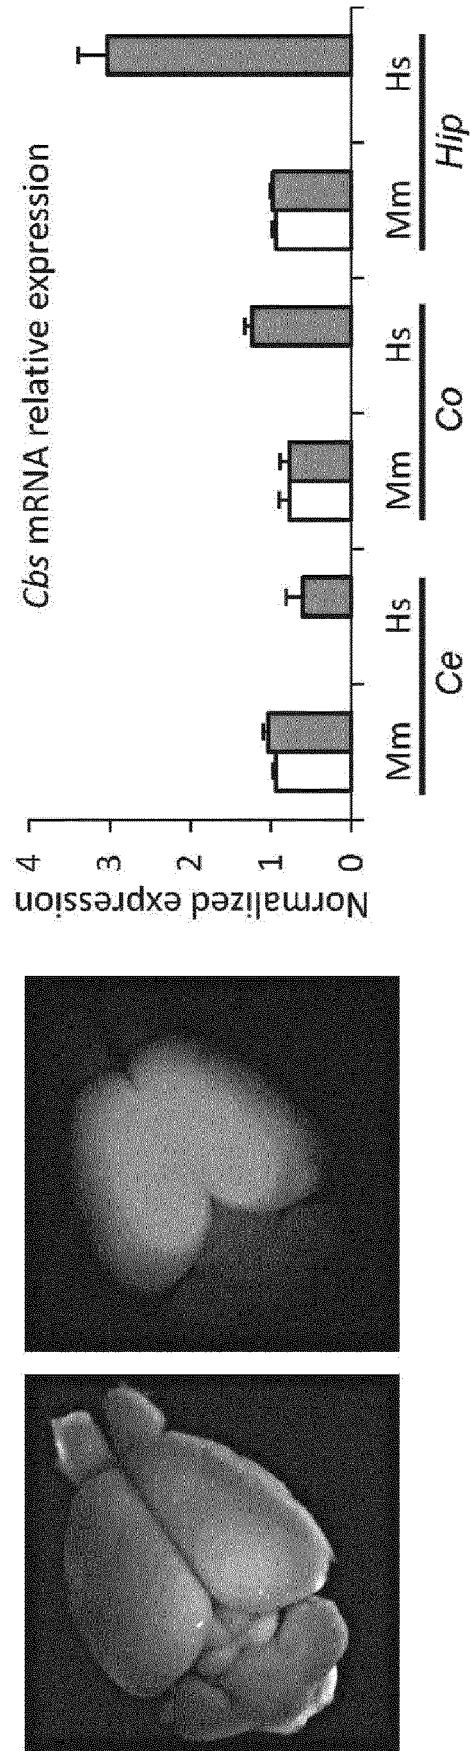 Cbs mRNA relative expression
Normalized expression
4
3
2
1
0
Mm Hs Mm Hs Mm Hs
Ce Co Hip